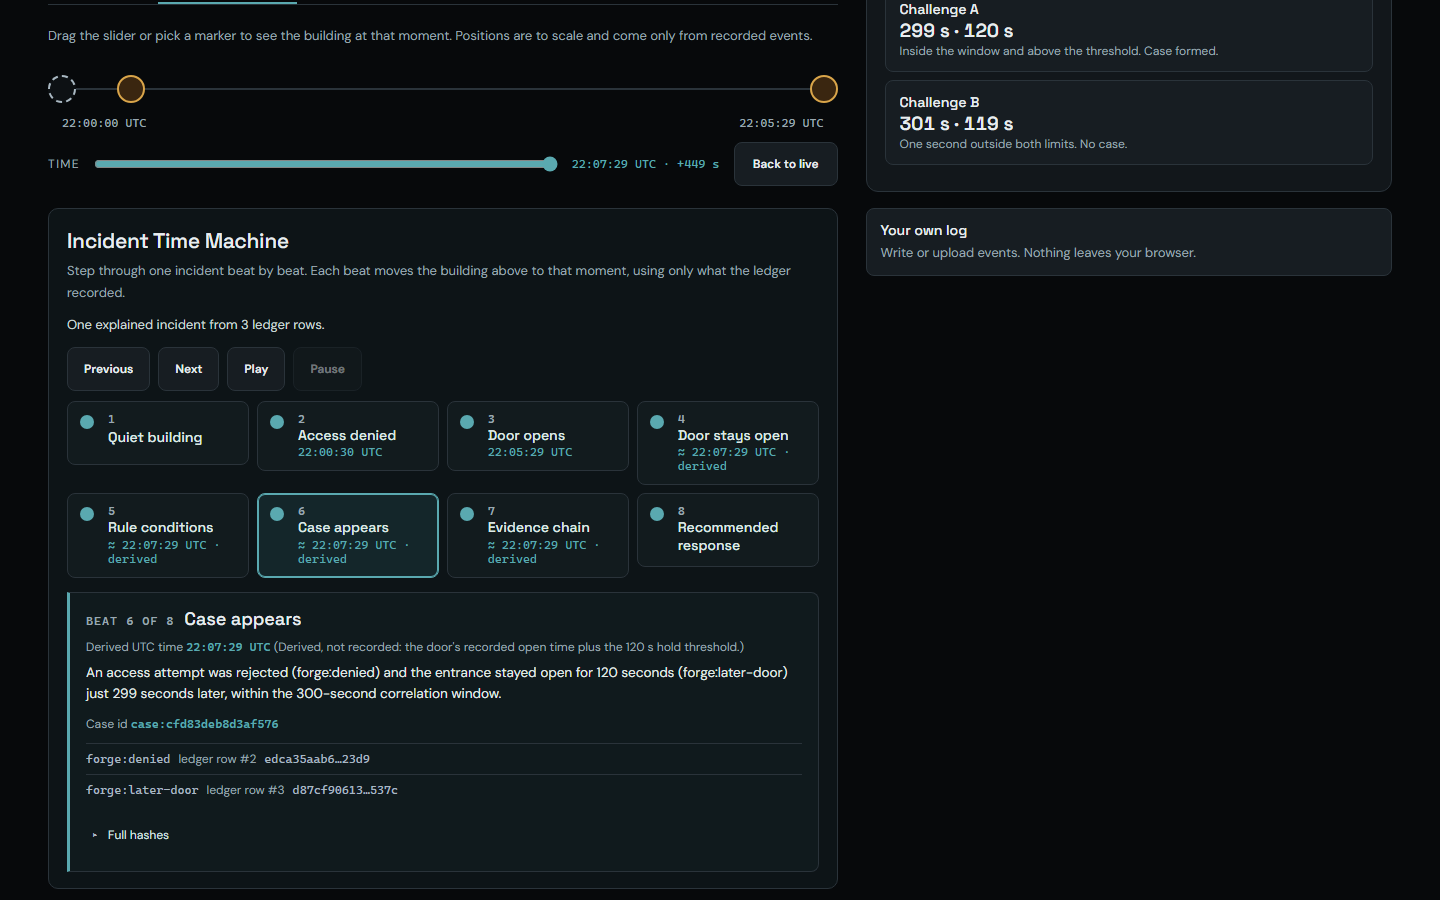 Drag the slider or pick a marker to see the building at that moment. Positions are to scale and come only from recorded events.
22:00:00 UTC
22:05:29 UTC
TIME
22:07:29 UTC · +449 s
Back to live
Incident Time Machine
Step through one incident beat by beat. Each beat moves the building above to that moment, using only what the ledger
recorded.
One explained incident from 3 ledger rows.
Previous
Next
Play
Pause
1
Quiet building
2
Access denied
22:00:30 UTC
3
Door opens
22:05:29 UTC
4
Door stays open
≈ 22:07:29 UTC ·
derived
5
Rule conditions
≈ 22:07:29 UTC ·
derived
6
Case appears
≈ 22:07:29 UTC ·
derived
7
Evidence chain
≈ 22:07:29 UTC ·
derived
8
Recommended
response
BEAT 6 OF 8 Case appears
Derived UTC time 22:07:29 UTC (Derived, not recorded: the door's recorded open time plus the 120 s hold threshold.)
An access attempt was rejected (forge:denied) and the entrance stayed open for 120 seconds (forge:later-door)
just 299 seconds later, within the 300-second correlation window.
Case id case:cfd83deb8d3af576
forge:denied ledger row #2 edca35aab6…23d9
forge:later-door ledger row #3 d87cf90613…537c
Full hashes
Challenge A
299 s · 120 s
Inside the window and above the threshold. Case formed.
Challenge B
301 s · 119 s
One second outside both limits. No case.
Your own log
Write or upload events. Nothing leaves your browser.